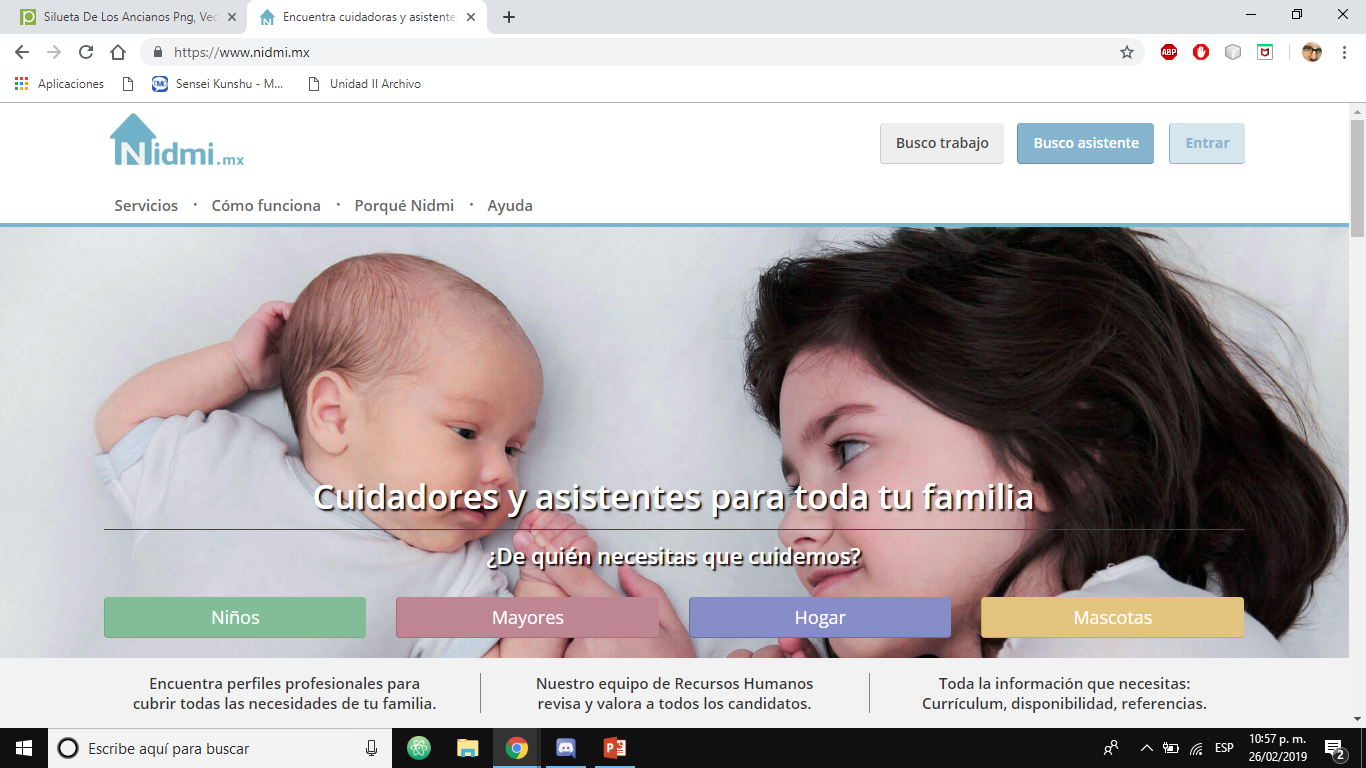 Silueta De Los Ancianos Png, Vec
Encuentra cuidadoras y asistente
https://www.nidmi.mx
ABP
Aplicaciones
TMO
Sensei Kunshu - M...
Unidad II Archivo
Nidmi.mx
Busco trabajo
Busco asistente
Entrar
Servicios · Cómo funciona · Porqué Nidmi · Ayuda
Cuidadores y asistentes para toda tu familia
¿De quién necesitas que cuidemos?
Niños
Mayores
Hogar
Mascotas
Encuentra perfiles profesionales para
cubrir todas las necesidades de tu familia.
Nuestro equipo de Recursos Humanos
revisa y valora a todos los candidatos.
Toda la información que necesitas:
Currículum, disponibilidad, referencias.
Escribe aquí para buscar
ESP
10:57 p. m.
26/02/2019
2